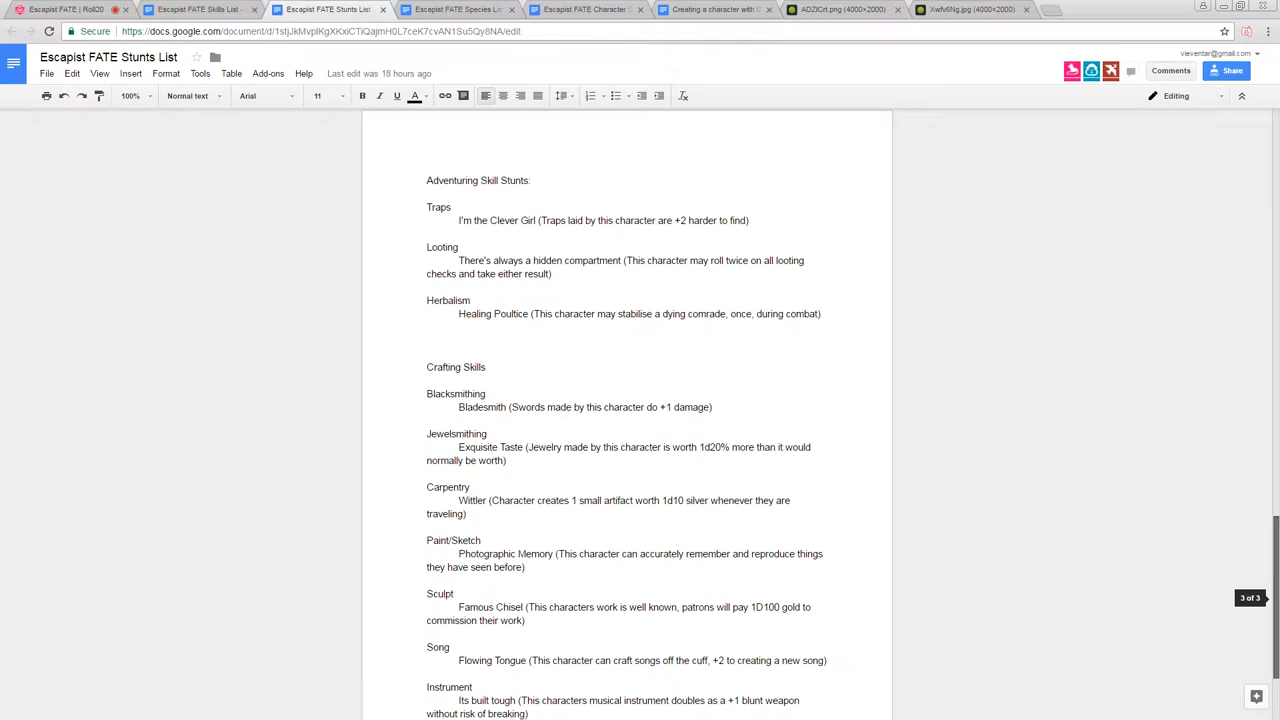 Escapist FATE | Roll20
Escapist FATE Skills List -
Escapist FATE Stunts List
Escapist FATE Species Lis
Escapist FATE Character
Creating a character with t
ADZlCrt.png (4000×2000)
Xwfv6Ng.jpg (4000×2000)
Secure
Escapist FATE Stunts List
vieventar@gmail.com
File Edit View Insert Format Tools Table Add-ons Help Last edit was 18 hours ago
Comments
Share
100% Normal text Arial 11 B I U A Editing
Adventuring Skill Stunts:
Traps
I'm the Clever Girl (Traps laid by this character are +2 harder to find)
Looting
There's always a hidden compartment (This character may roll twice on all looting
checks and take either result)
Herbalism
Healing Poultice (This character may stabilise a dying comrade, once, during combat)
Crafting Skills
Blacksmithing
Bladesmith (Swords made by this character do +1 damage)
Jewelsmithing
Exquisite Taste (Jewelry made by this character is worth 1d20% more than it would
normally be worth)
Carpentry
Wittler (Character creates 1 small artifact worth 1d10 silver whenever they are
traveling)
Paint/Sketch
Photographic Memory (This character can accurately remember and reproduce things
they have seen before)
Sculpt
Famous Chisel (This characters work is well known, patrons will pay 1D100 gold to
commission their work)
3 of 3
Song
Flowing Tongue (This character can craft songs off the cuff, +2 to creating a new song)
Instrument
Its built tough (This characters musical instrument doubles as a +1 blunt weapon
without risk of breaking)